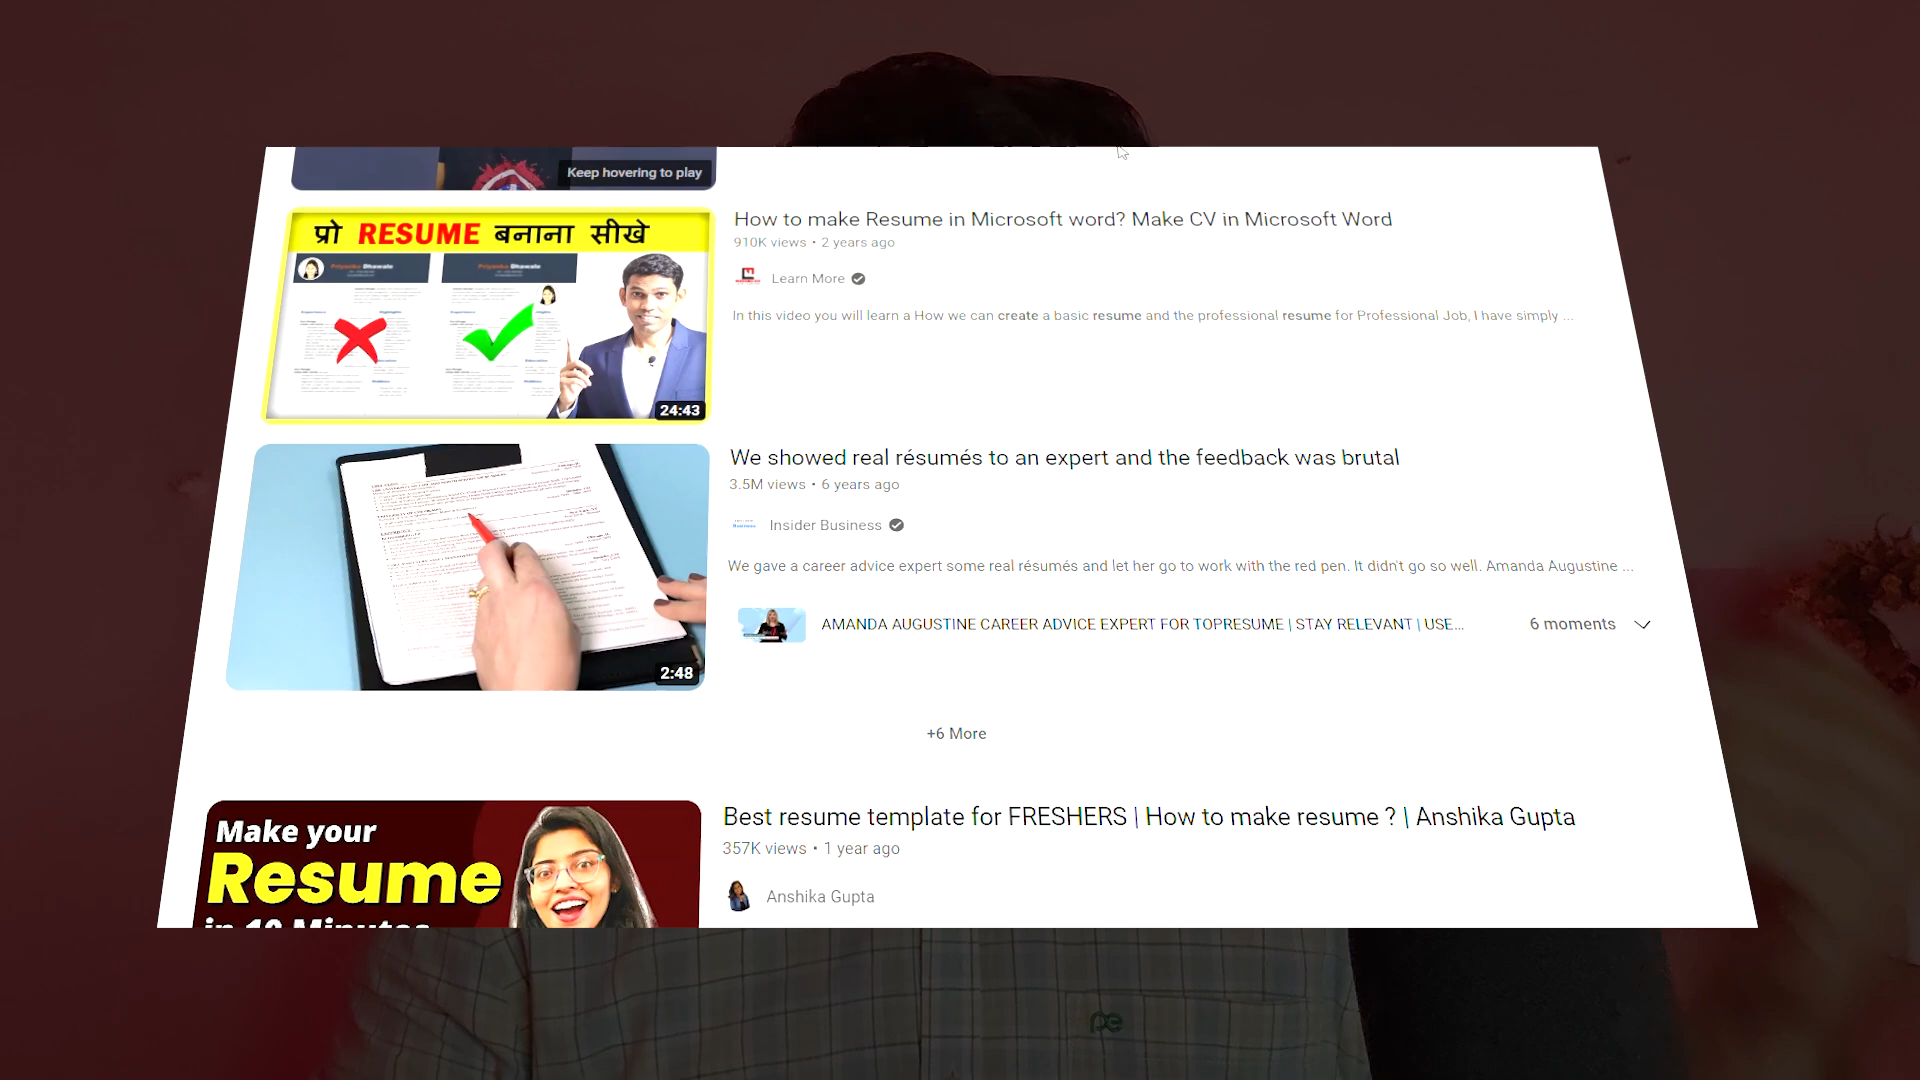 Keep hovering to play
प्रो RESUME बनाना सीखे
24:43
How to make Resume in Microsoft word? Make CV in Microsoft Word
910K views • 2 years ago
Learn More
In this video you will learn a How we can create a basic resume and the professional resume for Professional Job, I have simply ...
2:48
We showed real résumés to an expert and the feedback was brutal
3.5M views • 6 years ago
Insider Business
We gave a career advice expert some real résumés and let her go to work with the red pen. It didn't go so well. Amanda Augustine ...
AMANDA AUGUSTINE CAREER ADVICE EXPERT FOR TOPRESUME | STAY RELEVANT | USE...
6 moments
+6 More
Make your
Resume
in 10 Minutes
Best resume template for FRESHERS | How to make resume ? | Anshika Gupta
357K views • 1 year ago
Anshika Gupta
pe